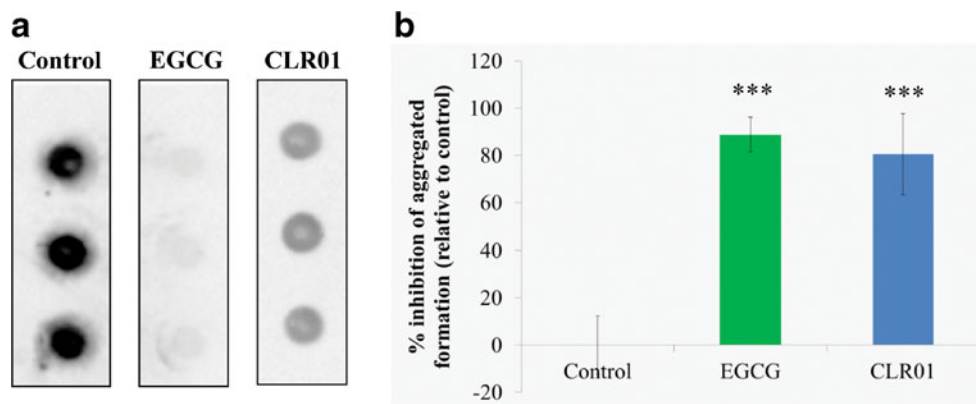 a
Control EGCG CLR01
b
% inhibition of aggregated
formation (relative to control)
120
100
80
60
40
20
0
-20
*** ***
Control EGCG CLR01